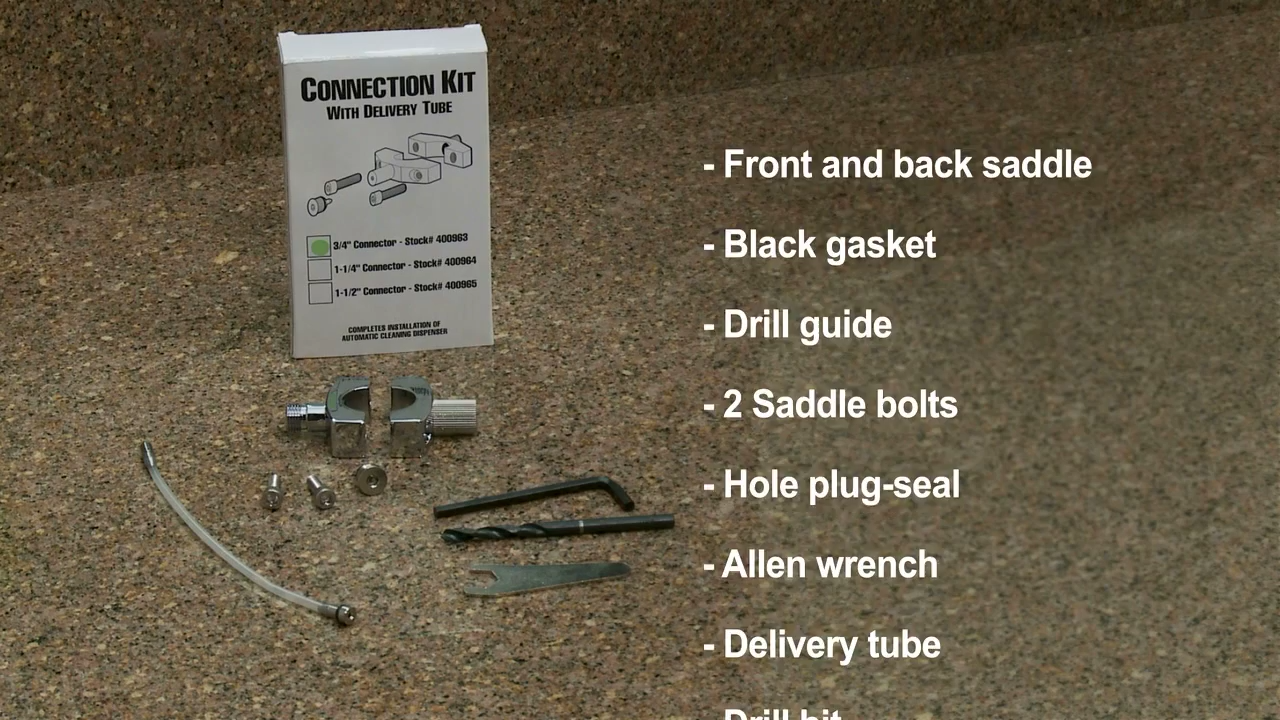 CONNECTION KIT
WITH DELIVERY TUBE
3/4" Connector - Stock# 400963
1-1/4" Connector - Stock# 400964
1-1/2" Connector - Stock# 400965
COMPLETES INSTALLATION OF
AUTOMATIC CLEANING DISPENSER
- Front and back saddle
- Black gasket
- Drill guide
- 2 Saddle bolts
- Hole plug-seal
- Allen wrench
- Delivery tube
Drill bit